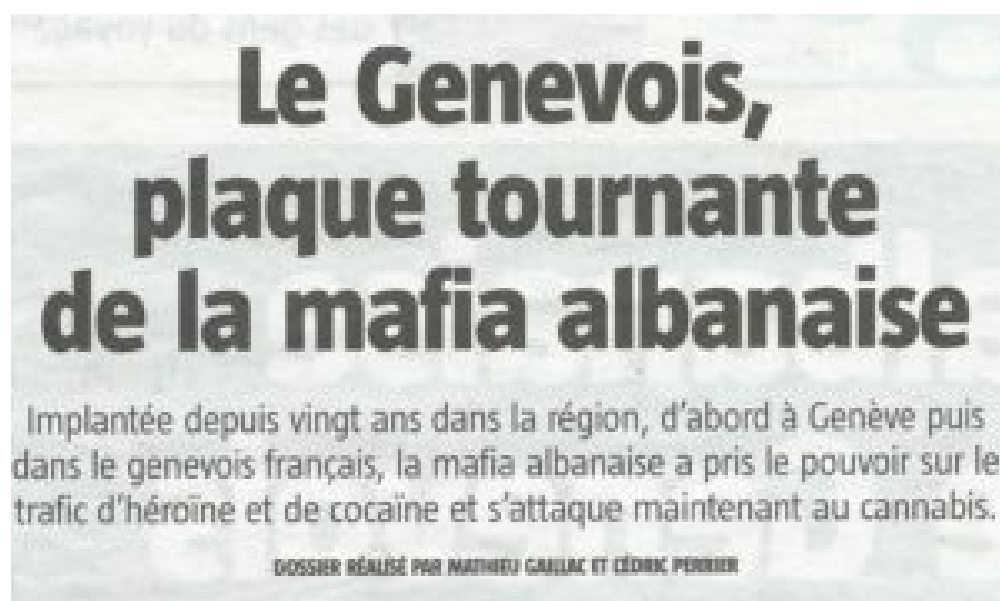 Le Genevois,
plaque tournante
de la mafia albanaise
Implantée depuis vingt ans dans la région, d'abord à Genève puis
dans le genevois français, la mafia albanaise a pris le pouvoir sur le
trafic d'héroïne et de cocaïne et s'attaque maintenant au cannabis.
DOSSIER RÉALISÉ PAR MATHIEU GAILLAC ET CÉDRIC PERRIER